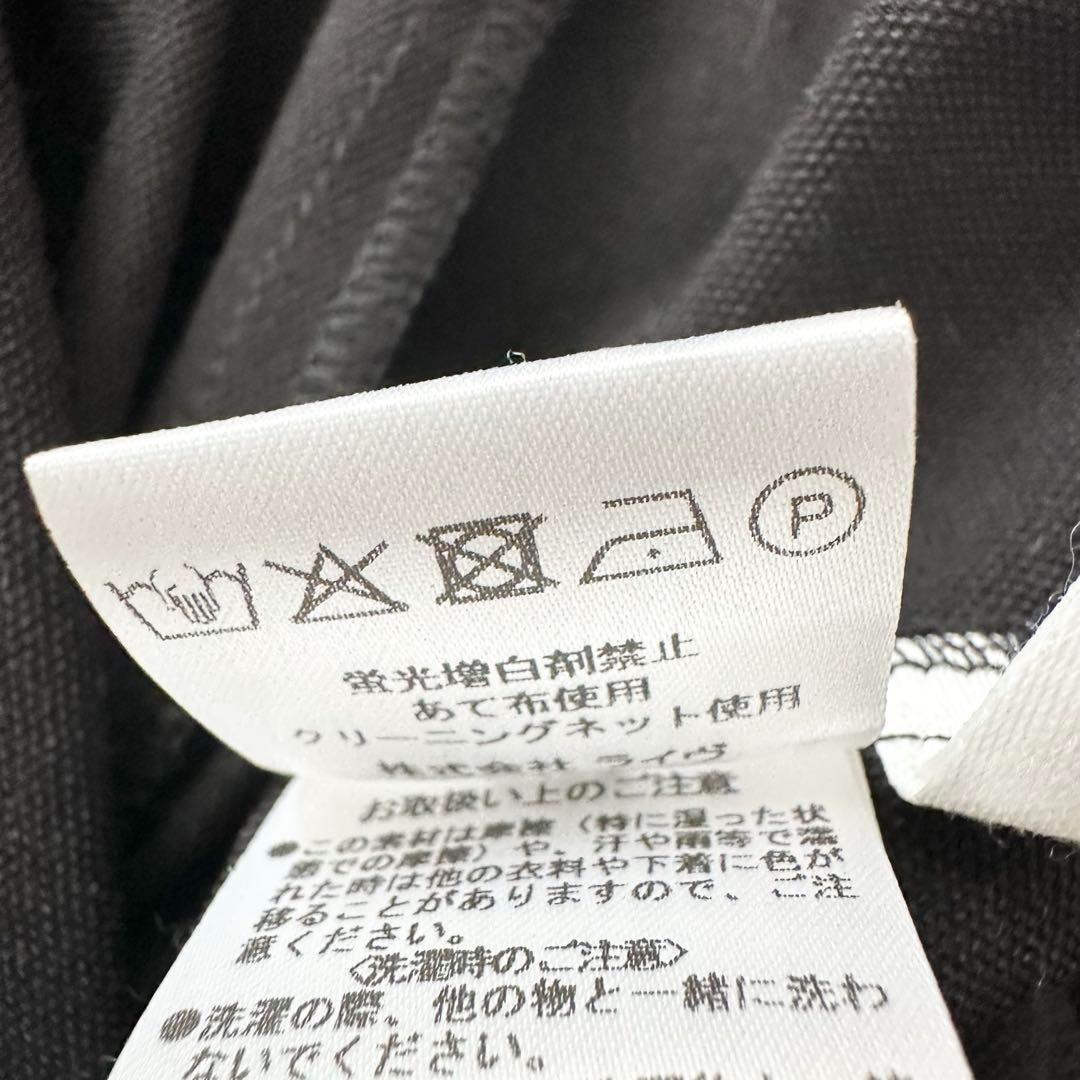 P
蛍光増白剤禁止
あて布使用
クリーニングネット使用
株式会社 ライヴ
お取扱い上のご注意
●この素材は摩擦（特に湿った状
態での摩擦）や、汗や雨等で濡
れた時は他の衣料や下着に色が
移ることがありますので、ご注
意ください。
〈洗濯時のご注意〉
●洗濯の際、他の物と一緒に洗わ
ないでください。